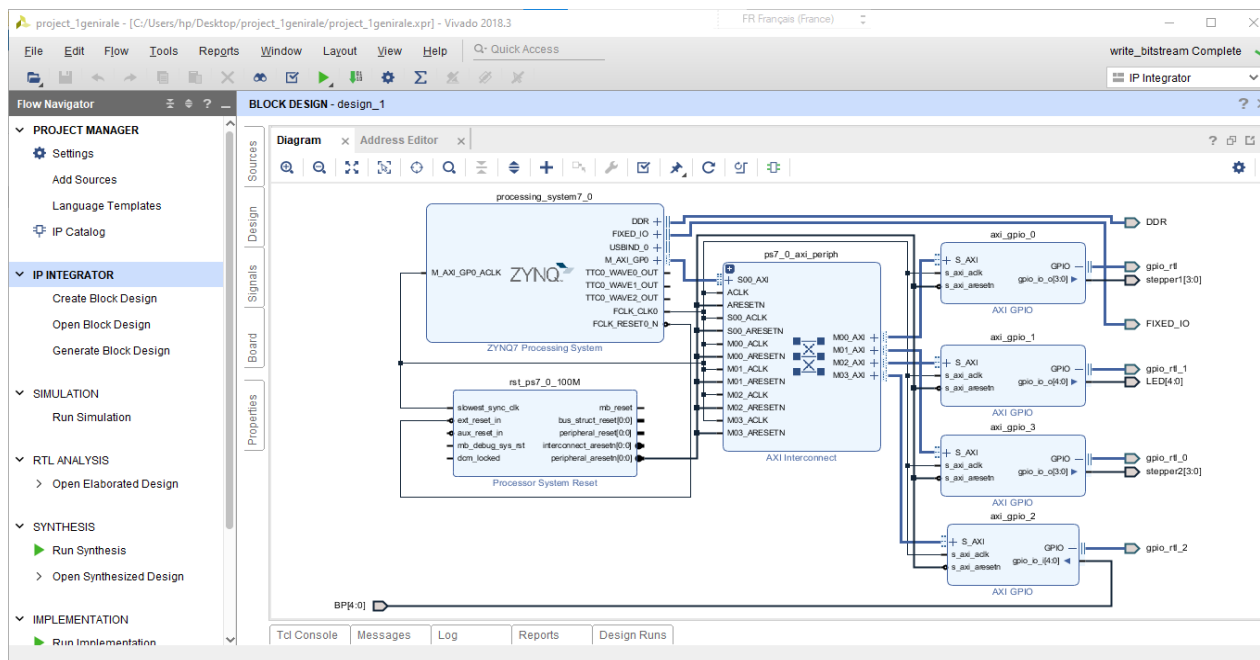 project_1genirale - [C:/Users/hp/Desktop/project_1genirale/project_1genirale.xpr] - Vivado 2018.3
FR Français (France)
File Edit Flow Tools Reports Window Layout View Help Quick Access
write_bitstream Complete
IP Integrator
Flow Navigator
BLOCK DESIGN - design_1
PROJECT MANAGER
Settings
Add Sources
Language Templates
IP Catalog
IP INTEGRATOR
Create Block Design
Open Block Design
Generate Block Design
SIMULATION
Run Simulation
RTL ANALYSIS
Open Elaborated Design
SYNTHESIS
Run Synthesis
Open Synthesized Design
IMPLEMENTATION
Run Implementation
Sources
Design
Signals
Board
Properties
Diagram
Address Editor
processing_system7_0
M_AXI_GP0_ACLK
ZYNQ
DDR
FIXED_IO
USBIND_0
M_AXI_GP0
TTC0_WAVE0_OUT
TTC0_WAVE1_OUT
TTC0_WAVE2_OUT
FCLK_CLK0
FCLK_RESET0_N
ZYNQ7 Processing System
rst_ps7_0_100M
slowest_sync_clk
ext_reset_in
aux_reset_in
mb_debug_sys_rst
dcm_locked
mb_reset
bus_struct_reset[0:0]
peripheral_reset[0:0]
interconnect_aresetn[0:0]
peripheral_aresetn[0:0]
Processor System Reset
ps7_0_axi_periph
S00_AXI
ACLK
ARESETN
S00_ACLK
S00_ARESETN
M00_ACLK
M00_ARESETN
M01_ACLK
M01_ARESETN
M02_ACLK
M02_ARESETN
M03_ACLK
M03_ARESETN
M00_AXI
M01_AXI
M02_AXI
M03_AXI
AXI Interconnect
axi_gpio_0
S_AXI
s_axi_aclk
s_axi_aresetn
GPIO
gpio_io_o[3:0]
AXI GPIO
axi_gpio_1
S_AXI
s_axi_aclk
s_axi_aresetn
GPIO
gpio_io_o[4:0]
AXI GPIO
axi_gpio_3
S_AXI
s_axi_aclk
s_axi_aresetn
GPIO
gpio_io_o[3:0]
AXI GPIO
axi_gpio_2
S_AXI
s_axi_aclk
s_axi_aresetn
GPIO
gpio_io_i[4:0]
AXI GPIO
DDR
gpio_rtl
stepper1[3:0]
FIXED_IO
gpio_rtl_1
LED[4:0]
gpio_rtl_0
stepper2[3:0]
gpio_rtl_2
BP[4:0]
Tcl Console Messages Log Reports Design Runs